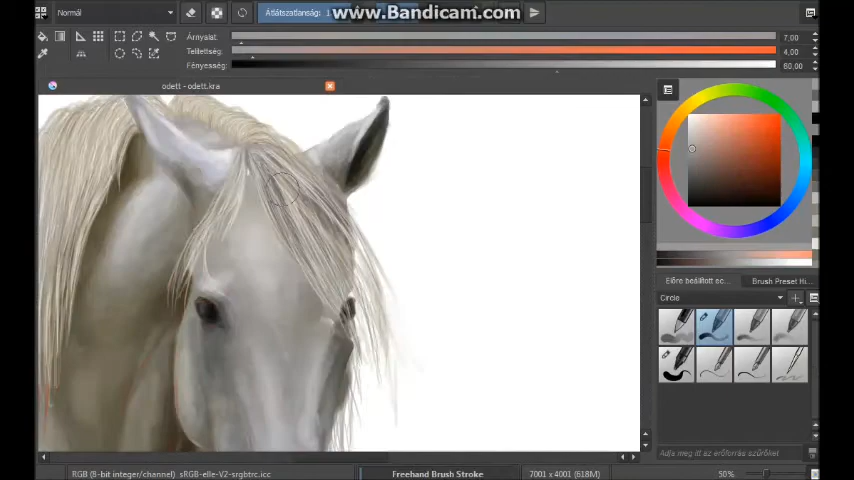 Normál
Átlátszatlanság: 1
www.Bandicam.com
Árnyalat:
7,00
Telítettség:
4,00
Fényesség:
60,00
odett - odett.kra
Előre beállított ec...
Brush Preset Hi...
Circle
Adja meg itt az erőforrás szűrőket
RGB (8-bit integer/channel) sRGB-elle-V2-srgbtrc.icc
Freehand Brush Stroke
7001 x 4001 (618M)
50%